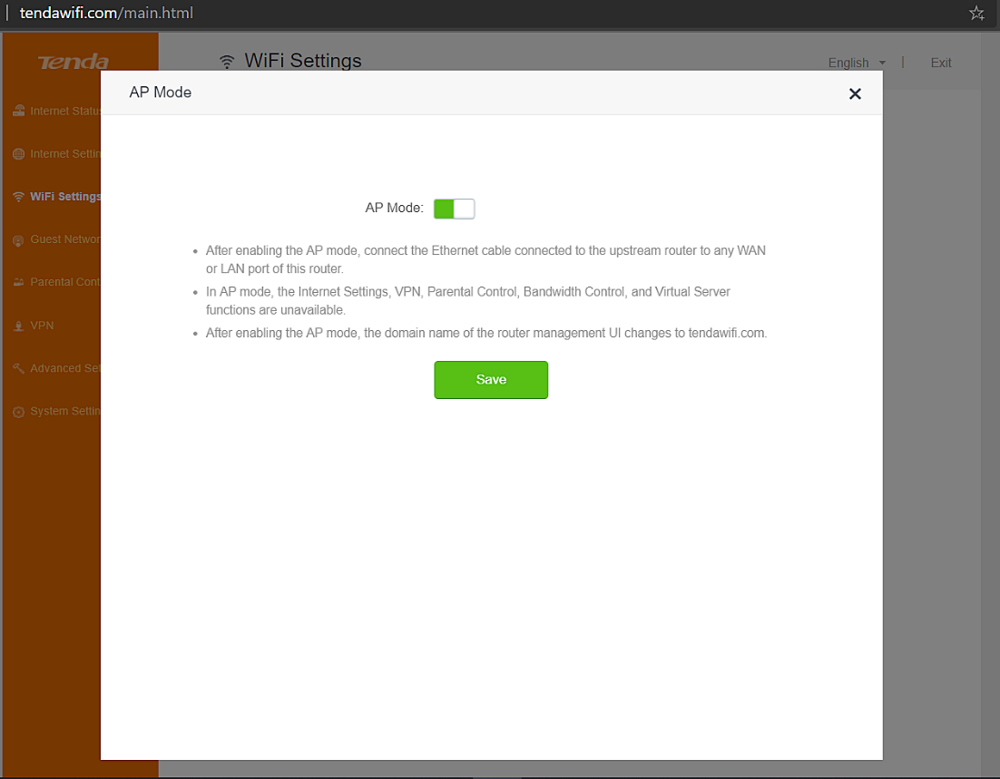 tendawifi.com/main.html
Tenda
WiFi Settings
English
Exit
AP Mode
Internet Status
Internet Settin
WiFi Settings
Guest Networ
Parental Cont
VPN
Advanced Set
System Settin
AP Mode:
After enabling the AP mode, connect the Ethernet cable connected to the upstream router to any WAN
or LAN port of this router.
In AP mode, the Internet Settings, VPN, Parental Control, Bandwidth Control, and Virtual Server
functions are unavailable.
After enabling the AP mode, the domain name of the router management UI changes to tendawifi.com.
Save